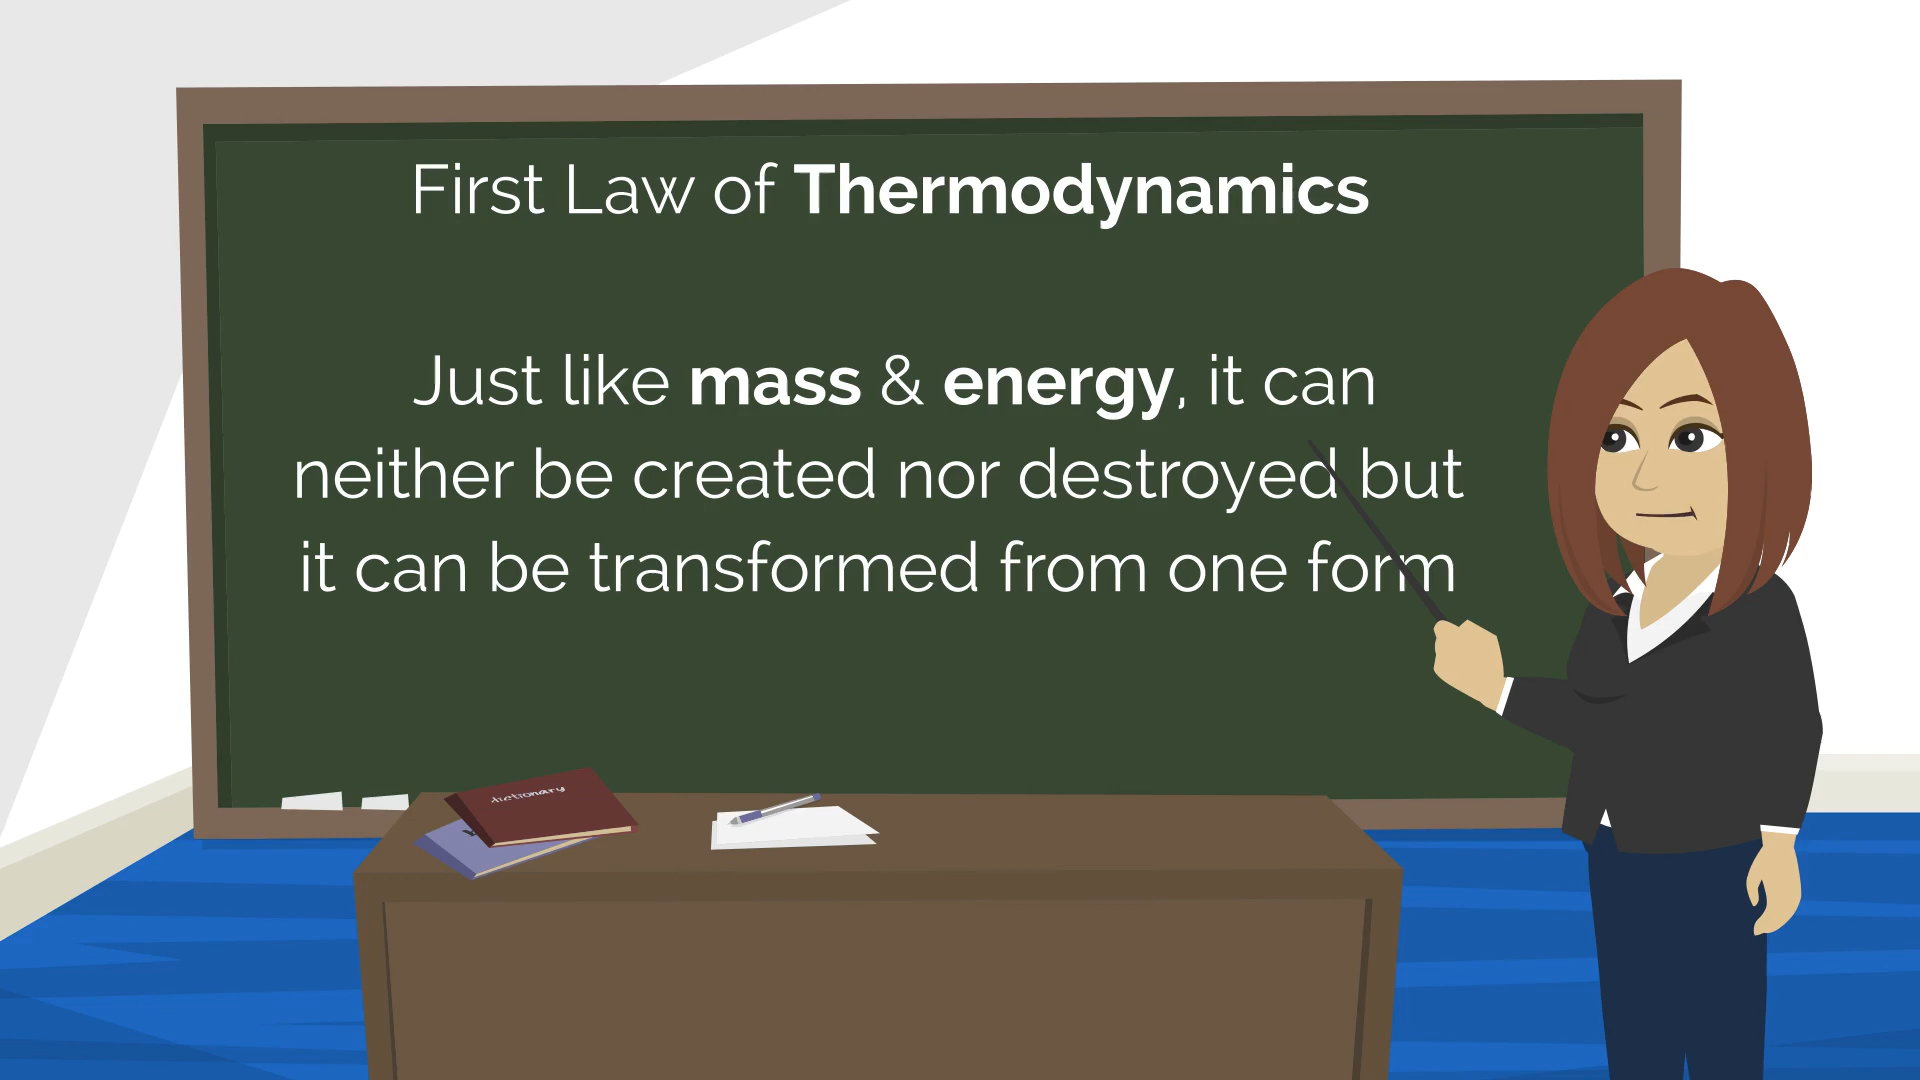 First Law of Thermodynamics
Just like mass & energy, it can
neither be created nor destroyed but
it can be transformed from one form
dictionary